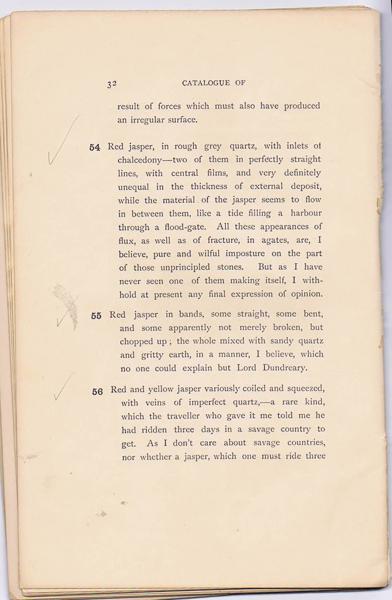 32 CATALOGUE OF
result of forces which must also have produced
an irregular surface.
54 Red jasper, in rough grey quartz, with inlets of
chalcedony—two of them in perfectly straight
lines, with central films, and very definitely
unequal in the thickness of external deposit,
while the material of the jasper seems to flow
in between them, like a tide filling a harbour
through a flood-gate. All these appearances of
flux, as well as of fracture, in agates, are, I
believe, pure and wilful imposture on the part
of those unprincipled stones. But as I have
never seen one of them making itself, I with-
hold at present any final expression of opinion.
55 Red jasper in bands, some straight, some bent,
and some apparently not merely broken, but
chopped up; the whole mixed with sandy quartz
and gritty earth, in a manner, I believe, which
no one could explain but Lord Dundreary.
56 Red and yellow jasper variously coiled and squeezed,
with veins of imperfect quartz,—a rare kind,
which the traveller who gave it me told me he
had ridden three days in a savage country to
get. As I don't care about savage countries,
nor whether a jasper, which one must ride three